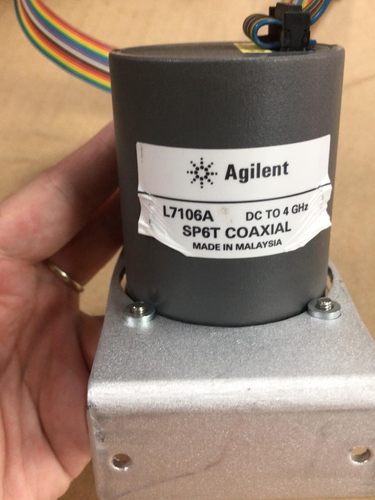 Agilent
L7106A DC TO 4 GHz
SP6T COAXIAL
MADE IN MALAYSIA